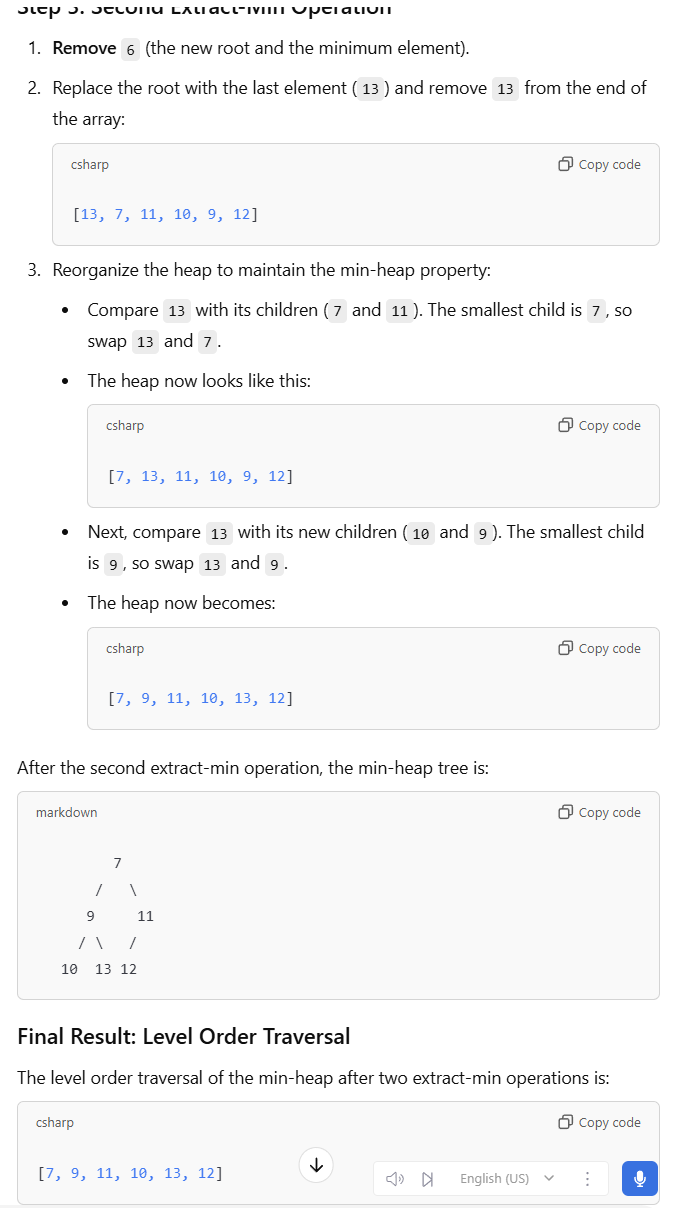 Step 3: Second Extract-Min Operation
1. Remove 6 (the new root and the minimum element).
2. Replace the root with the last element ( 13 ) and remove 13 from the end of
the array:
csharp Copy code
[13, 7, 11, 10, 9, 12]
3. Reorganize the heap to maintain the min-heap property:
• Compare 13 with its children ( 7 and 11 ). The smallest child is 7 , so
swap 13 and 7 .
• The heap now looks like this:
csharp Copy code
[7, 13, 11, 10, 9, 12]
• Next, compare 13 with its new children ( 10 and 9 ). The smallest child
is 9 , so swap 13 and 9 .
• The heap now becomes:
csharp Copy code
[7, 9, 11, 10, 13, 12]
After the second extract-min operation, the min-heap tree is:
markdown Copy code
7
/ \
9 11
/ \ /
10 13 12
Final Result: Level Order Traversal
The level order traversal of the min-heap after two extract-min operations is:
csharp Copy code
[7, 9, 11, 10, 13, 12]
English (US)